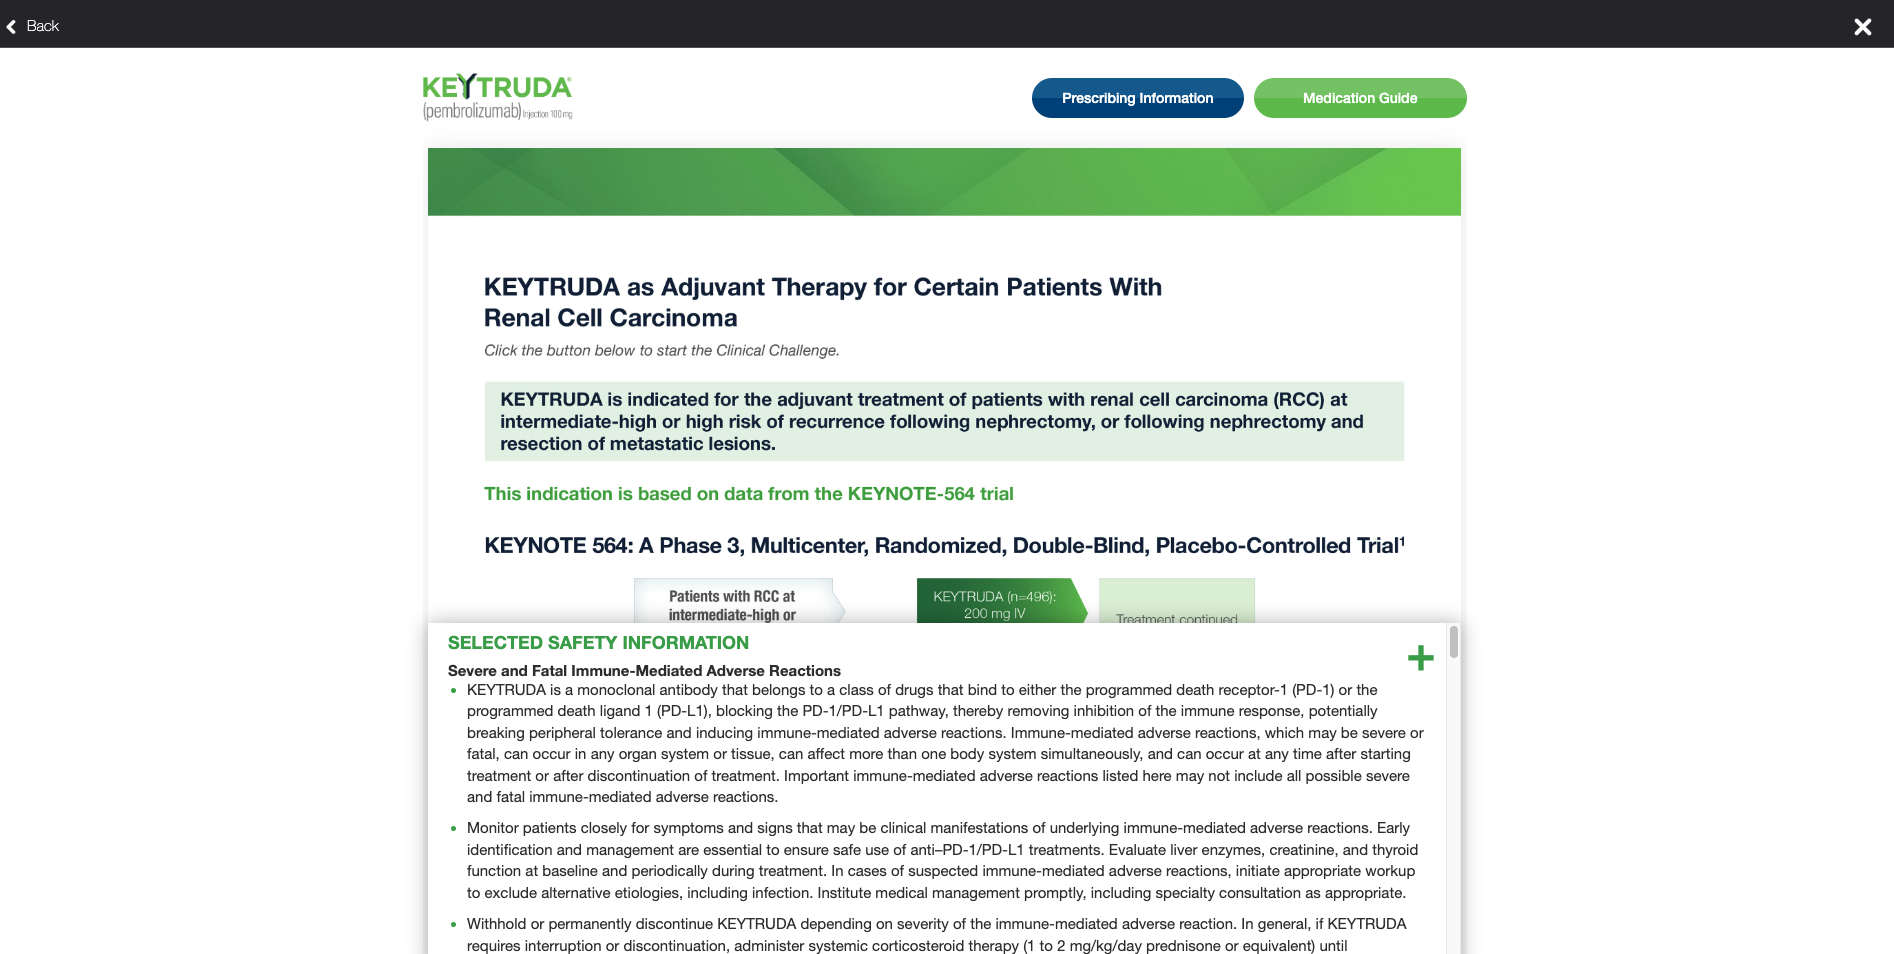 Back
KEYTRUDA®
(pembrolizumab) Injection 100 mg
Prescribing Information
Medication Guide
KEYTRUDA as Adjuvant Therapy for Certain Patients With
Renal Cell Carcinoma
Click the button below to start the Clinical Challenge.
KEYTRUDA is indicated for the adjuvant treatment of patients with renal cell carcinoma (RCC) at
intermediate-high or high risk of recurrence following nephrectomy, or following nephrectomy and
resection of metastatic lesions.
This indication is based on data from the KEYNOTE-564 trial
KEYNOTE 564: A Phase 3, Multicenter, Randomized, Double-Blind, Placebo-Controlled Trial¹
Patients with RCC at
intermediate-high or
KEYTRUDA (n=496):
200 mg IV
Treatment continued
SELECTED SAFETY INFORMATION
Severe and Fatal Immune-Mediated Adverse Reactions
• KEYTRUDA is a monoclonal antibody that belongs to a class of drugs that bind to either the programmed death receptor-1 (PD-1) or the
programmed death ligand 1 (PD-L1), blocking the PD-1/PD-L1 pathway, thereby removing inhibition of the immune response, potentially
breaking peripheral tolerance and inducing immune-mediated adverse reactions. Immune-mediated adverse reactions, which may be severe or
fatal, can occur in any organ system or tissue, can affect more than one body system simultaneously, and can occur at any time after starting
treatment or after discontinuation of treatment. Important immune-mediated adverse reactions listed here may not include all possible severe
and fatal immune-mediated adverse reactions.
• Monitor patients closely for symptoms and signs that may be clinical manifestations of underlying immune-mediated adverse reactions. Early
identification and management are essential to ensure safe use of anti–PD-1/PD-L1 treatments. Evaluate liver enzymes, creatinine, and thyroid
function at baseline and periodically during treatment. In cases of suspected immune-mediated adverse reactions, initiate appropriate workup
to exclude alternative etiologies, including infection. Institute medical management promptly, including specialty consultation as appropriate.
• Withhold or permanently discontinue KEYTRUDA depending on severity of the immune-mediated adverse reaction. In general, if KEYTRUDA
requires interruption or discontinuation, administer systemic corticosteroid therapy (1 to 2 mg/kg/day prednisone or equivalent) until